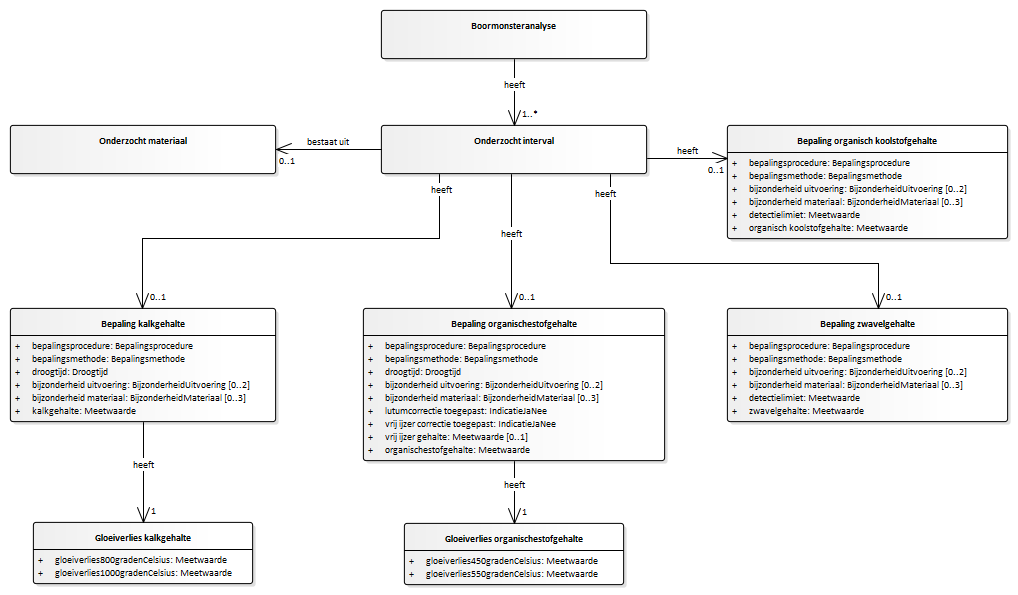 Boormonsteranalyse
heeft
1..*
Onderzocht materiaal
bestaat uit
0..1
Onderzocht interval
heeft
0..1
Bepaling organisch koolstofgehalte
+ bepalingsprocedure: Bepalingsprocedure
+ bepalingsmethode: Bepalingsmethode
+ bijzonderheid uitvoering: BijzonderheidUitvoering [0..2]
+ bijzonderheid materiaal: BijzonderheidMateriaal [0..3]
+ detectielimiet: Meetwaarde
+ organisch koolstofgehalte: Meetwaarde
heeft
heeft
heeft
0..1
0..1
0..1
Bepaling kalkgehalte
+ bepalingsprocedure: Bepalingsprocedure
+ bepalingsmethode: Bepalingsmethode
+ droogtijd: Droogtijd
+ bijzonderheid uitvoering: BijzonderheidUitvoering [0..2]
+ bijzonderheid materiaal: BijzonderheidMateriaal [0..3]
+ kalkgehalte: Meetwaarde
Bepaling organischestofgehalte
+ bepalingsprocedure: Bepalingsprocedure
+ bepalingsmethode: Bepalingsmethode
+ droogtijd: Droogtijd
+ bijzonderheid uitvoering: BijzonderheidUitvoering [0..2]
+ bijzonderheid materiaal: BijzonderheidMateriaal [0..3]
+ lutumcorrectie toegepast: IndicatieJaNee
+ vrij ijzer correctie toegepast: IndicatieJaNee
+ vrij ijzer gehalte: Meetwaarde [0..1]
+ organischestofgehalte: Meetwaarde
Bepaling zwavelgehalte
+ bepalingsprocedure: Bepalingsprocedure
+ bepalingsmethode: Bepalingsmethode
+ bijzonderheid uitvoering: BijzonderheidUitvoering [0..2]
+ bijzonderheid materiaal: BijzonderheidMateriaal [0..3]
+ detectielimiet: Meetwaarde
+ zwavelgehalte: Meetwaarde
heeft
1
heeft
1
Gloeiverlies kalkgehalte
+ gloeiverlies800gradenCelsius: Meetwaarde
+ gloeiverlies1000gradenCelsius: Meetwaarde
Gloeiverlies organischestofgehalte
+ gloeiverlies450gradenCelsius: Meetwaarde
+ gloeiverlies550gradenCelsius: Meetwaarde